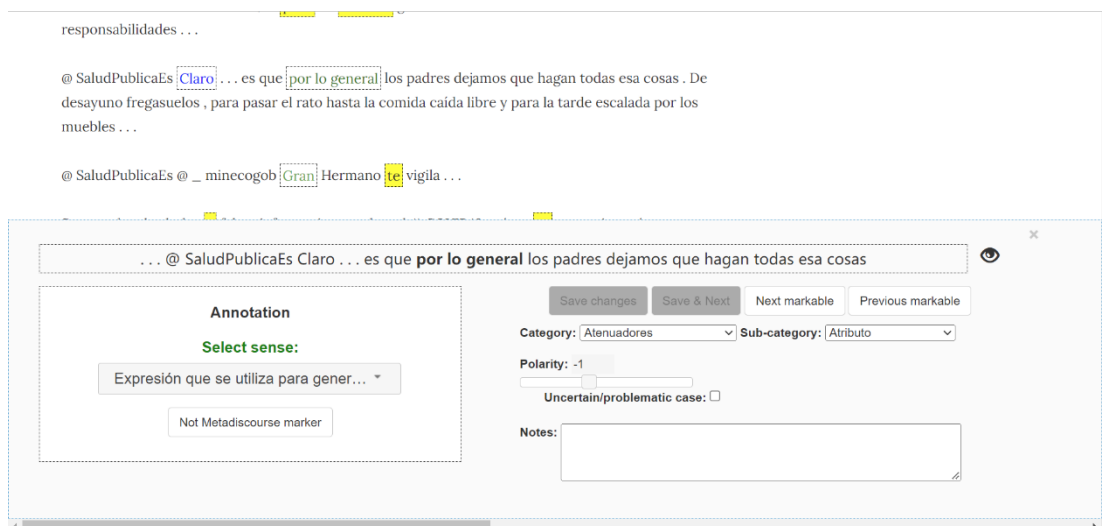 responsabilidades . . .
@ SaludPublicaEs Claro . . . es que por lo general los padres dejamos que hagan todas esa cosas . De
desayuno fregasuelos , para pasar el rato hasta la comida caída libre y para la tarde escalada por los
muebles . . .
@ SaludPublicaEs @ _ minecogob Gran Hermano te vigila . . .
×
. . . @ SaludPublicaEs Claro . . . es que por lo general los padres dejamos que hagan todas esa cosas
Annotation
Select sense:
Expresión que se utiliza para gener...
Not Metadiscourse marker
Save changes Save & Next Next markable Previous markable
Category: Atenuadores Sub-category: Atributo
Polarity: -1
Uncertain/problematic case:
Notes: